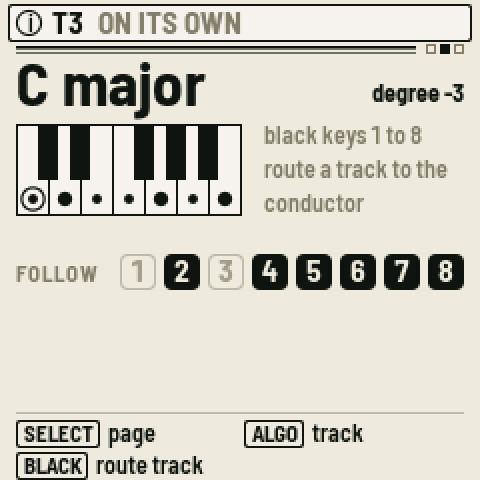 ⓘ T3 ON ITS OWN
C major
degree -3
black keys 1 to 8
route a track to the
conductor
FOLLOW 1 2 3 4 5 6 7 8
SELECT page ALGO track
BLACK route track